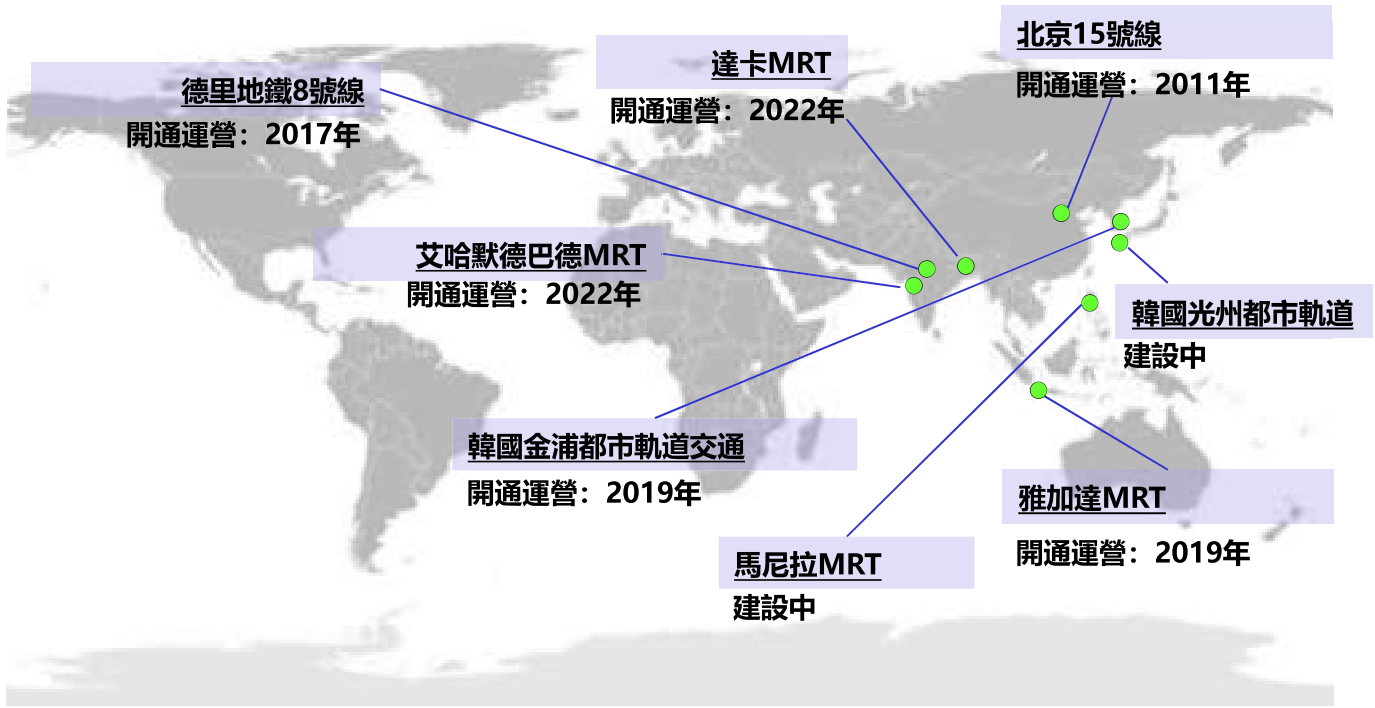 北京15號線
開通運營：2011年
達卡MRT
開通運營：2022年
德里地鐵8號線
開通運營：2017年
艾哈默德巴德MRT
開通運營：2022年
韓國光州都市軌道
建設中
韓國金浦都市軌道交通
開通運營：2019年
雅加達MRT
開通運營：2019年
馬尼拉MRT
建設中